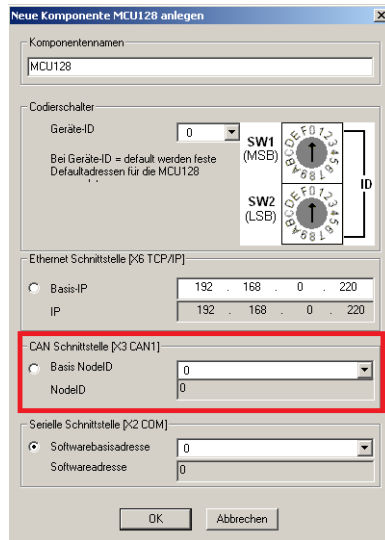 Neue Komponente MCU128 anlegen
Komponentennamen
MCU128
Codierschalter
Geräte-ID
0
Bei Geräte-ID = default werden feste
Defaultadressen für die MCU128
SW1
(MSB)
SW2
(LSB)
ID
Ethernet Schnittstelle [X6 TCP/IP]
Basis-IP
192 . 168 . 0 . 220
IP
192 . 168 . 0 . 220
CAN Schnittstelle [X3 CAN1]
Basis NodeID
0
NodeID
0
Serielle Schnittstelle [X2 COM]
Softwarebasisadresse
0
Softwareadresse
0
OK
Abbrechen